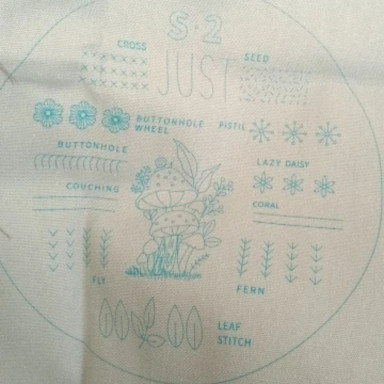 S·2
CROSS
JUST
SEED
BUTTONHOLE
WHEEL
PISTIL
BUTTONHOLE
LAZY DAISY
COUCHING
CORAL
FLY
FERN
LEAF
STITCH